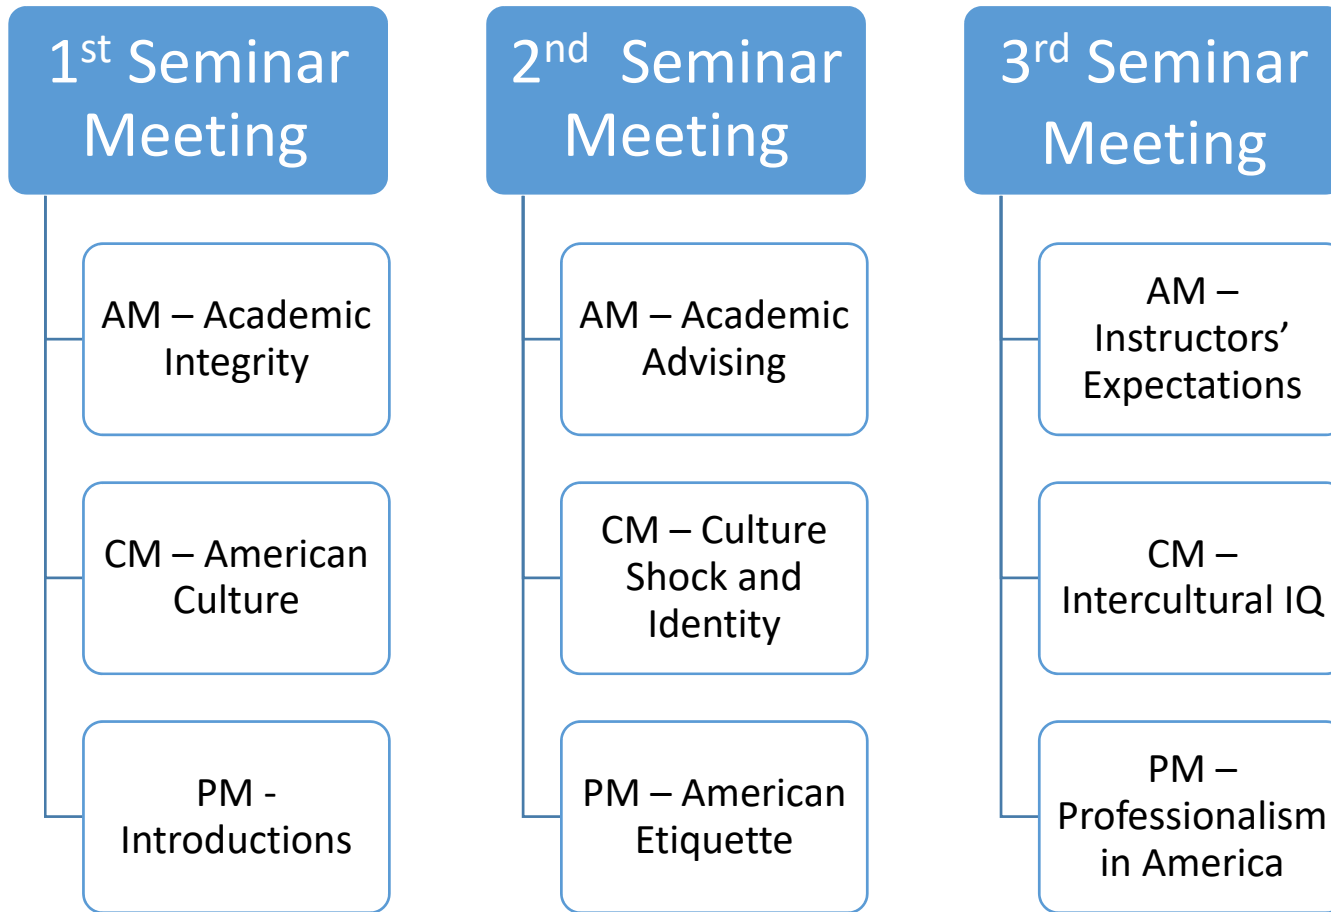 1st Seminar
Meeting
AM – Academic
Integrity
CM – American
Culture
PM -
Introductions
2nd Seminar
Meeting
AM – Academic
Advising
CM – Culture
Shock and
Identity
PM – American
Etiquette
3rd Seminar
Meeting
AM –
Instructors’
Expectations
CM –
Intercultural IQ
PM –
Professionalism
in America